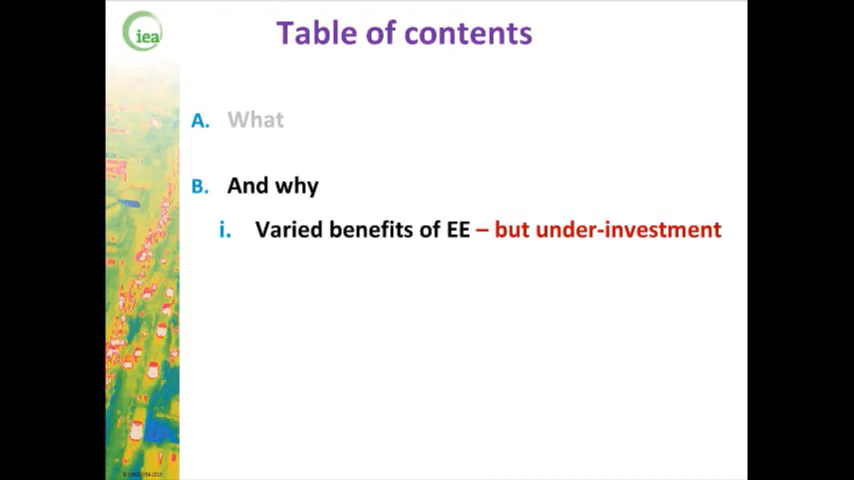 iea
Table of contents
A. What
B. And why
i. Varied benefits of EE – but under-investment